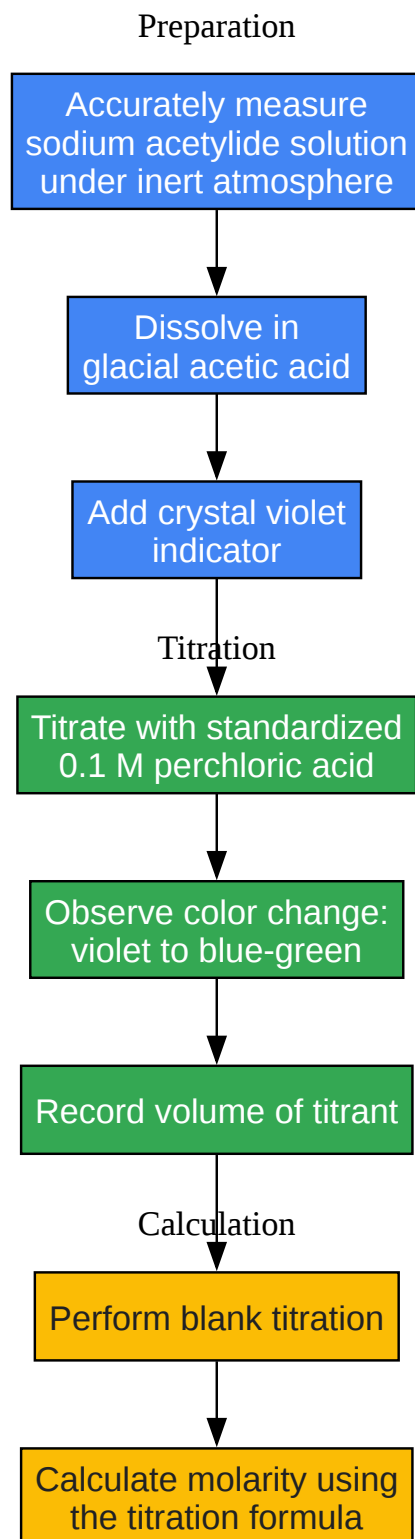 Preparation
Accurately measure
sodium acetylide solution
under inert atmosphere
Dissolve in
glacial acetic acid
Add crystal violet
indicator
Titration
Titrate with standardized
0.1 M perchloric acid
Observe color change:
violet to blue-green
Record volume of titrant
Calculation
Perform blank titration
Calculate molarity using
the titration formula